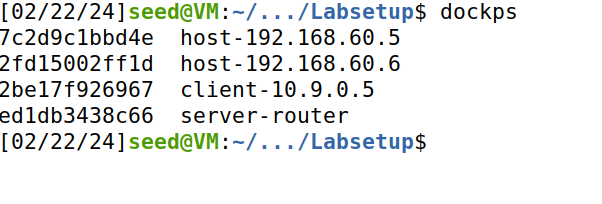 [02/22/24]seed@VM:~/.../Labsetup$ dockps
7c2d9c1bbd4e  host-192.168.60.5
2fd15002ff1d  host-192.168.60.6
2be17f926967  client-10.9.0.5
ed1db3438c66  server-router
[02/22/24]seed@VM:~/.../Labsetup$